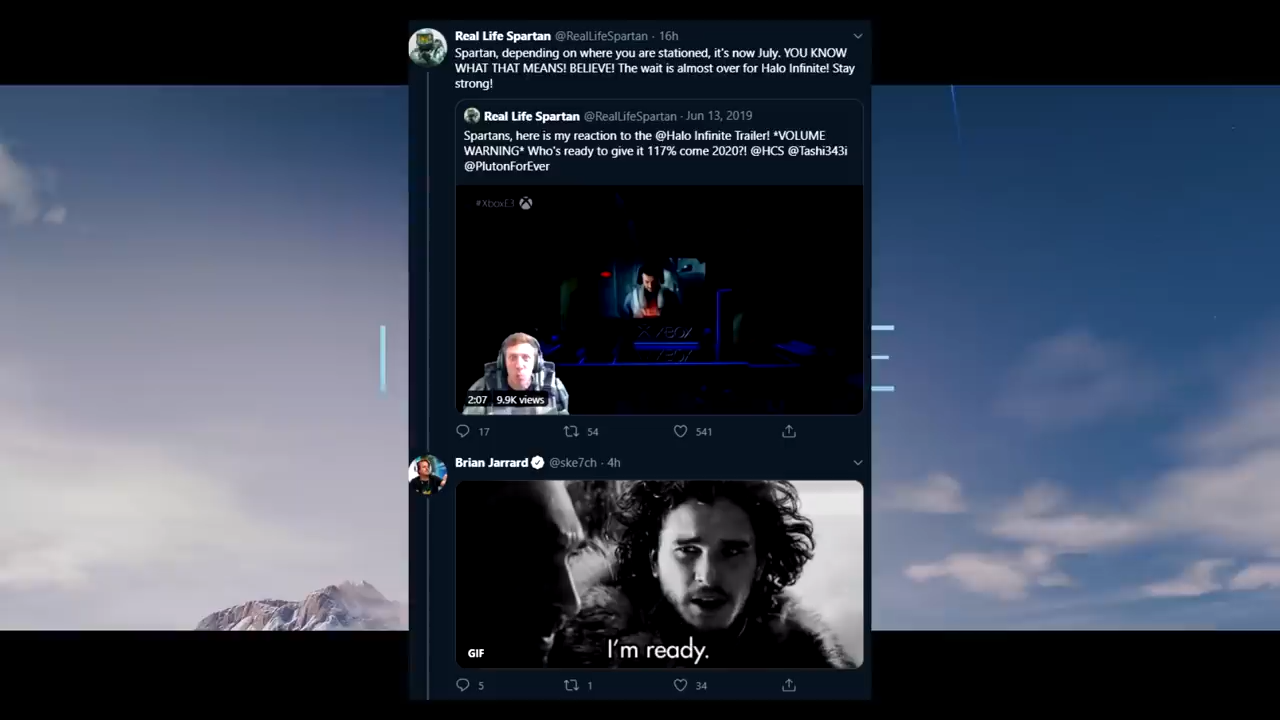 Real Life Spartan @RealLifeSpartan · 16h
Spartan, depending on where you are stationed, it's now July. YOU KNOW
WHAT THAT MEANS! BELIEVE! The wait is almost over for Halo Infinite! Stay
strong!
Real Life Spartan @RealLifeSpartan · Jun 13, 2019
Spartans, here is my reaction to the @Halo Infinite Trailer! *VOLUME
WARNING* Who's ready to give it 117% come 2020?! @HCS @Tashi343i
@PlutonForEver
#XboxE3
XBOX
XBOX
2:07 9.9K views
17 54 541
Brian Jarrard @ske7ch · 4h
I'm ready.
GIF
5 1 34